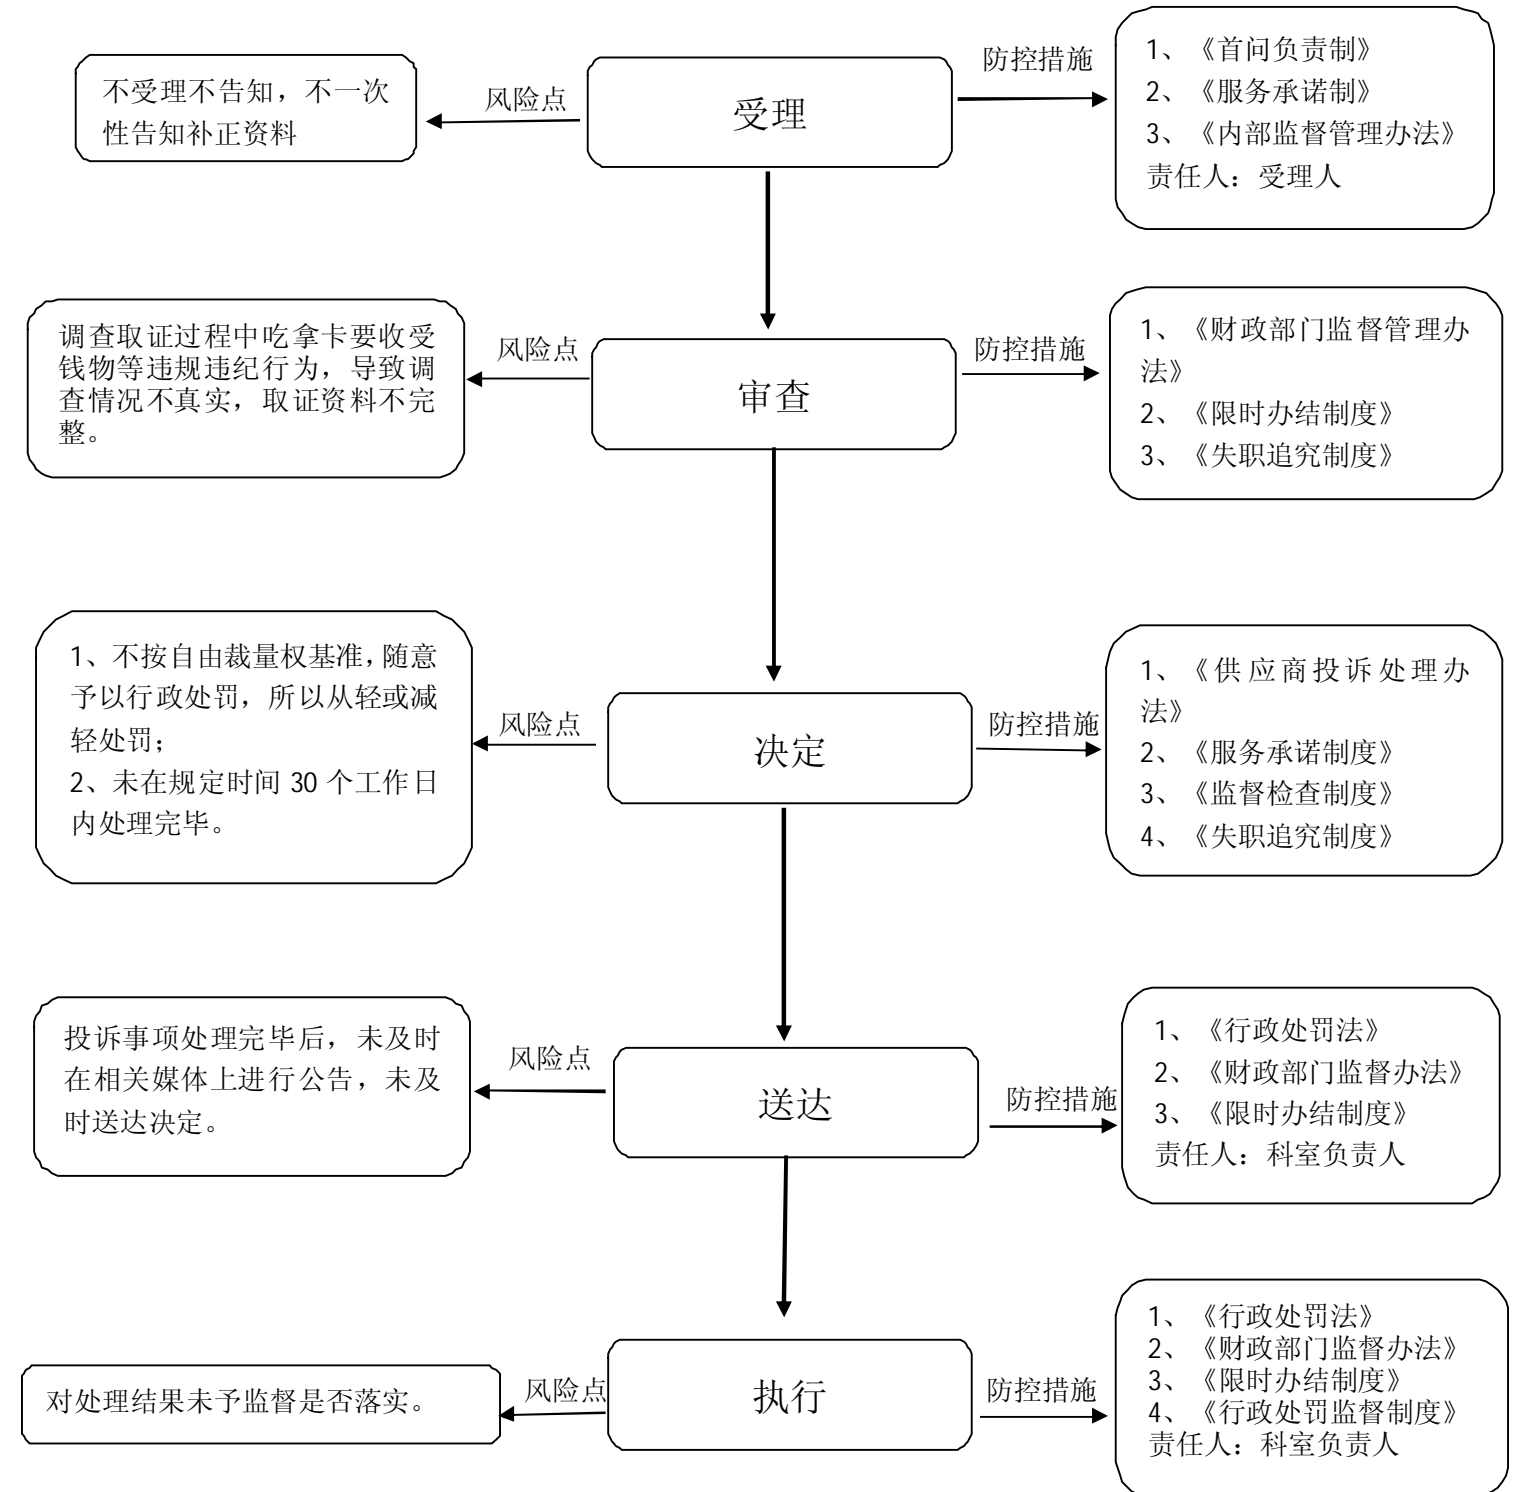 不受理不告知，不一次
性告知补正资料
风险点
受理
防控措施
1、《首问负责制》
2、《服务承诺制》
3、《内部监督管理办法》
责任人：受理人
调查取证过程中吃拿卡要收受
钱物等违规违纪行为，导致调
查情况不真实，取证资料不完
整。
风险点
审查
防控措施
1、《财政部门监督管理办
法》
2、《限时办结制度》
3、《失职追究制度》
1、不按自由裁量权基准，随意
予以行政处罚，所以从轻或减
轻处罚；
2、未在规定时间 30 个工作日
内处理完毕。
风险点
决定
防控措施
1、《供应商投诉处理办
法》
2、《服务承诺制度》
3、《监督检查制度》
4、《失职追究制度》
投诉事项处理完毕后，未及时
在相关媒体上进行公告，未及
时送达决定。
风险点
送达
防控措施
1、《行政处罚法》
2、《财政部门监督办法》
3、《限时办结制度》
责任人：科室负责人
对处理结果未予监督是否落实。
风险点
执行
防控措施
1、《行政处罚法》
2、《财政部门监督办法》
3、《限时办结制度》
4、《行政处罚监督制度》
责任人：科室负责人